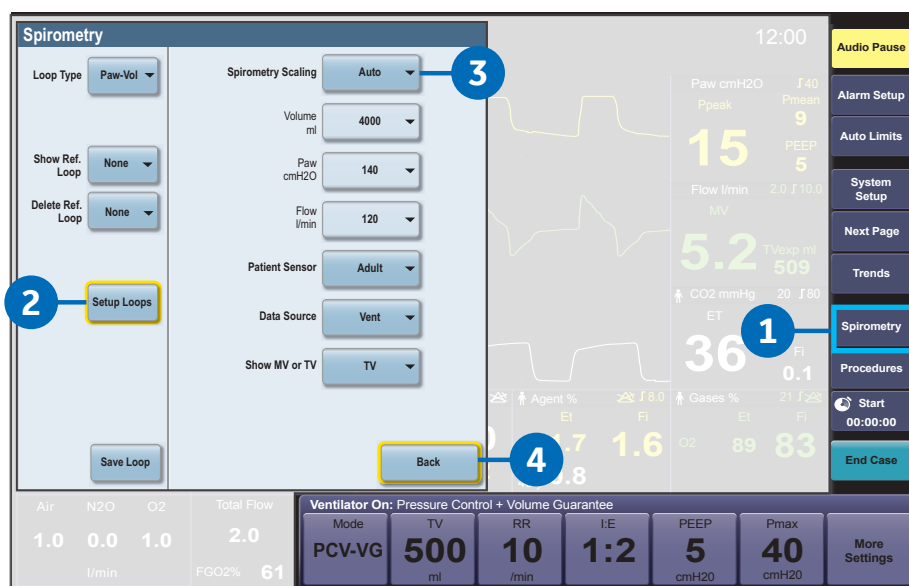 Spirometry
Loop Type
Paw-Vol
Show Ref.
Loop
None
Delete Ref.
Loop
None
2
Setup Loops
Save Loop
Spirometry Scaling
Auto
3
Volume
ml
4000
Paw
cmH2O
140
Flow
l/min
120
Patient Sensor
Adult
Data Source
Vent
Show MV or TV
TV
Back
4
12:00
Paw cmH2O
40
Ppeak
Pmean
9
15
PEEP
5
Flow l/min
2.0
10.0
MV
5.2
TVexp ml
509
CO2 mmHg
20
80
ET
36
Fi
0.1
Agent %
8.0
Et
Fi
.7
1.6
.8
Gases %
21
Et
Fi
O2
89
83
Audio Pause
Alarm Setup
Auto Limits
System
Setup
Next Page
Trends
1
Spirometry
Procedures
Start
00:00:00
End Case
Air
N2O
O2
Total Flow
1.0
0.0
1.0
2.0
l/min
FGO2%
61
Ventilator On: Pressure Control + Volume Guarantee
Mode
PCV-VG
TV
500
ml
RR
10
/min
I:E
1:2
PEEP
5
cmH20
Pmax
40
cmH20
More
Settings